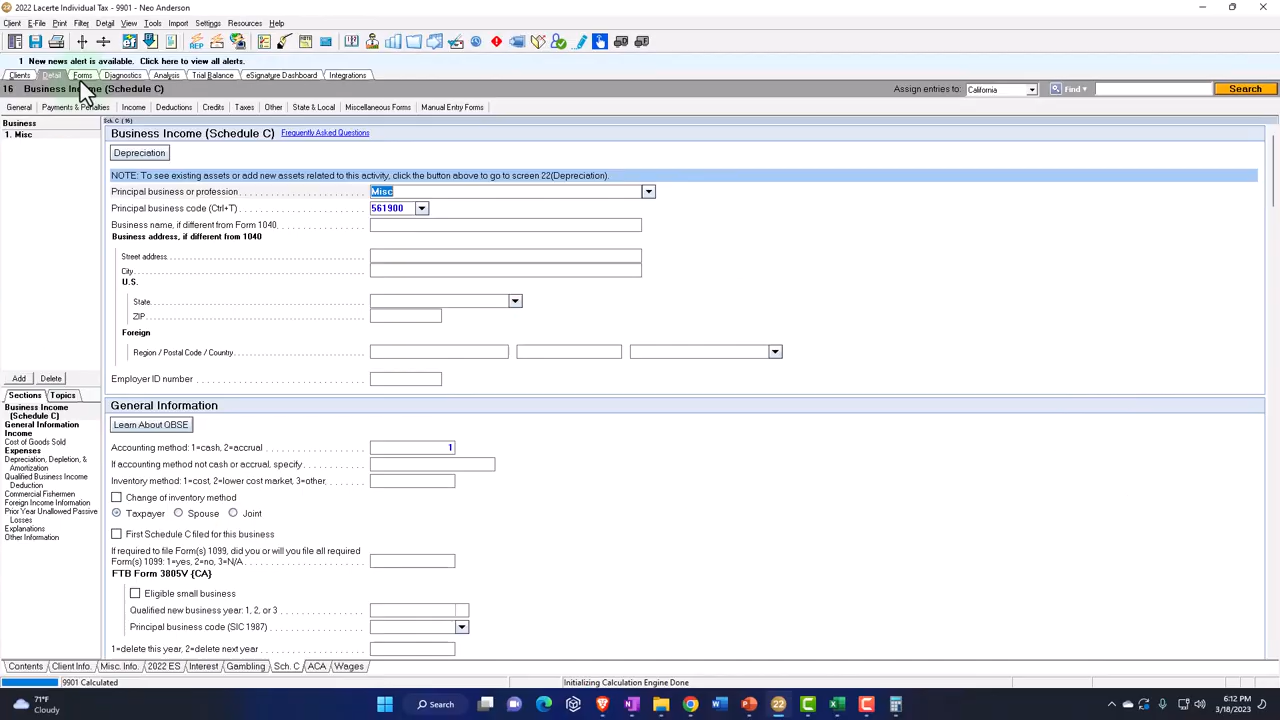 22 2022 Lacerte Individual Tax - 9901 - Neo Anderson
Client E-File Print Filter Detail View Tools Import Settings Resources Help
1 New news alert is available. Click here to view all alerts.
Clients Detail Forms Diagnostics Analysis Trial Balance eSignature Dashboard Integrations
16 Business Income (Schedule C) Assign entries to: California Find Search
General Payments & Penalties Income Deductions Credits Taxes Other State & Local Miscellaneous Forms Manual Entry Forms
Business
1. Misc
Sch. C (16)
Business Income (Schedule C) Frequently Asked Questions
Depreciation
NOTE: To see existing assets or add new assets related to this activity, click the button above to go to screen 22(Depreciation).
Principal business or profession Misc
Principal business code (Ctrl+T) 561900
Business name, if different from Form 1040
Business address, if different from 1040
Street address
City
U.S.
State
ZIP
Foreign
Region / Postal Code / Country
Employer ID number
Add Delete
Sections Topics
Business Income
(Schedule C)
General Information
Income
Cost of Goods Sold
Expenses
Depreciation, Depletion, &
Amortization
Qualified Business Income
Deduction
Commercial Fishermen
Foreign Income Information
Prior Year Unallowed Passive
Losses
Explanations
Other Information
General Information
Learn About QBSE
Accounting method: 1=cash, 2=accrual 1
If accounting method not cash or accrual, specify
Inventory method: 1=cost, 2=lower cost market, 3=other
Change of inventory method
Taxpayer Spouse Joint
First Schedule C filed for this business
If required to file Form(s) 1099, did you or will you file all required
Form(s) 1099: 1=yes, 2=no, 3=N/A
FTB Form 3805V {CA}
Eligible small business
Qualified new business year: 1, 2, or 3
Principal business code (SIC 1987)
1=delete this year, 2=delete next year
Contents Client Info. Misc. Info. 2022 ES Interest Gambling Sch. C ACA Wages
9901 Calculated Initializing Calculation Engine Done
71°F
Haze
Search
6:12 PM
3/18/2023